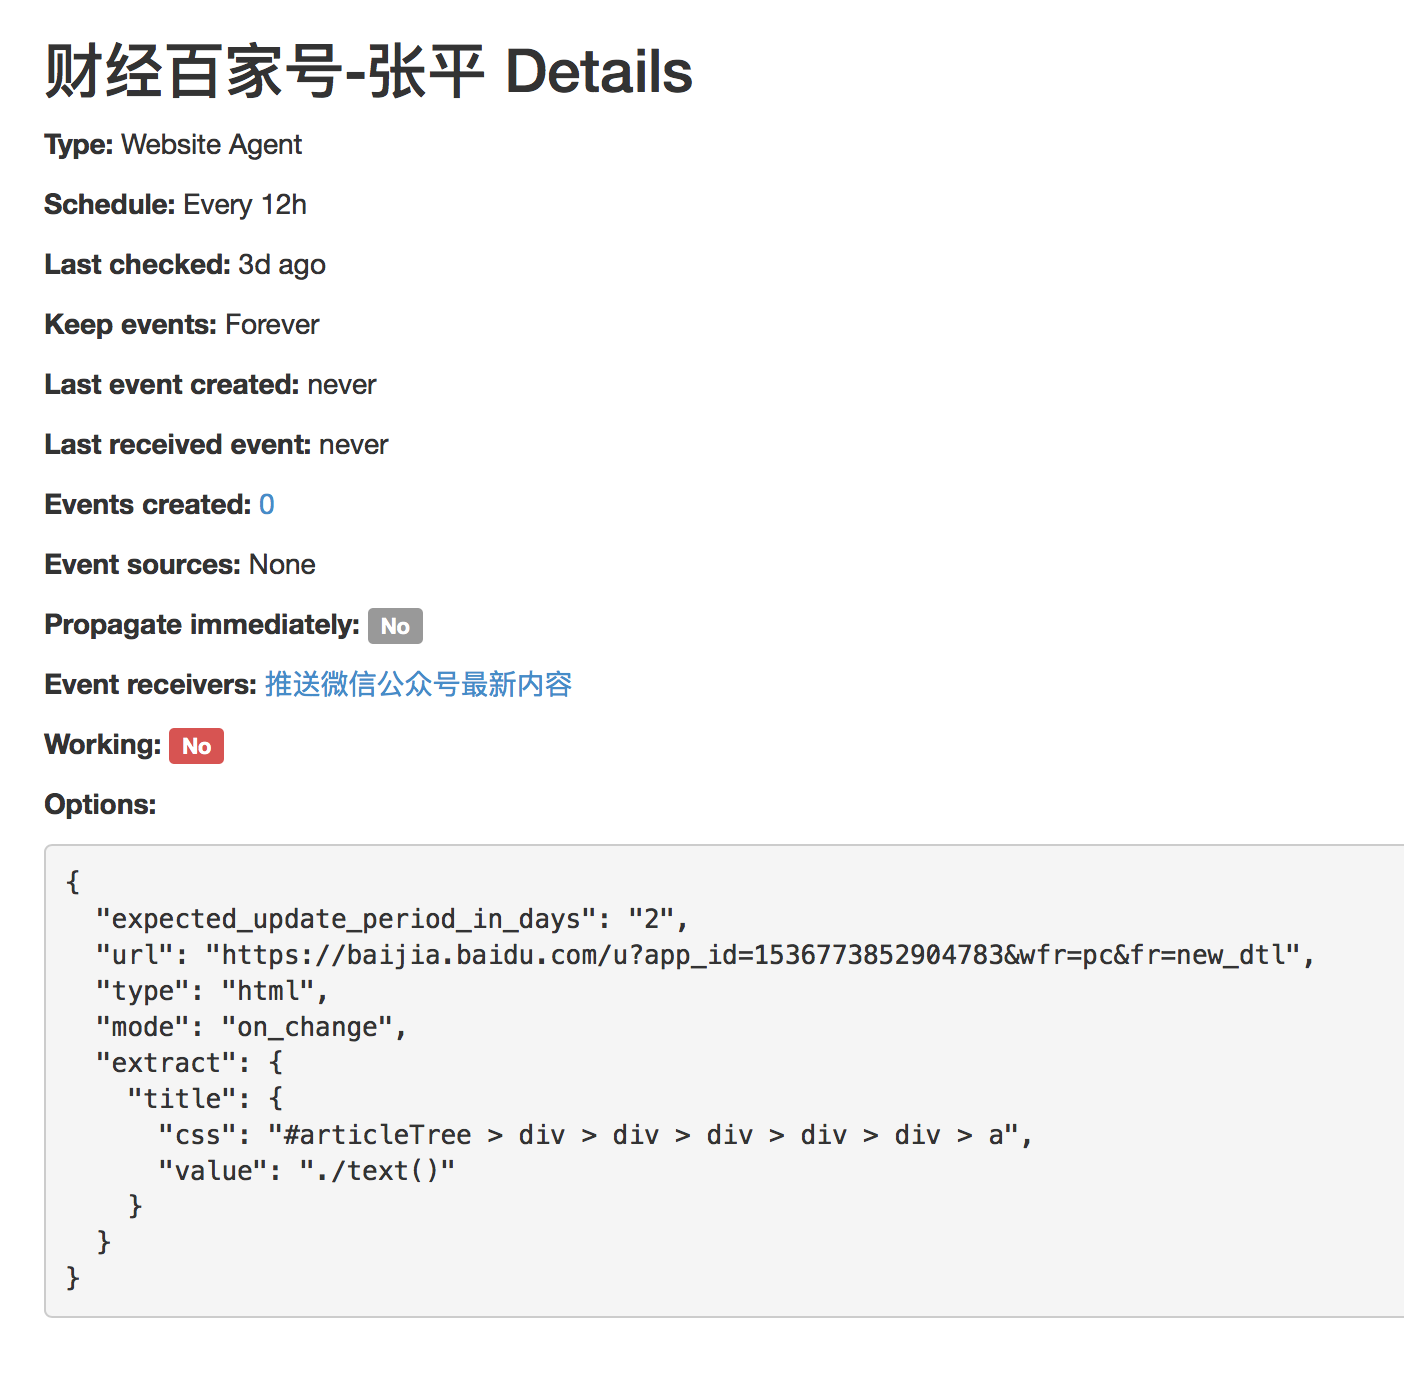 财经百家号-张平 Details
Type: Website Agent
Schedule: Every 12h
Last checked: 3d ago
Keep events: Forever
Last event created: never
Last received event: never
Events created: 0
Event sources: None
Propagate immediately: No
Event receivers: 推送微信公众号最新内容
Working: No
Options:
{
  "expected_update_period_in_days": "2",
  "url": "https://baijia.baidu.com/u?app_id=1536773852904783&wfr=pc&fr=new_dtl",
  "type": "html",
  "mode": "on_change",
  "extract": {
    "title": {
      "css": "#articleTree > div > div > div > div > div > a",
      "value": "./text()"
    }
  }
}